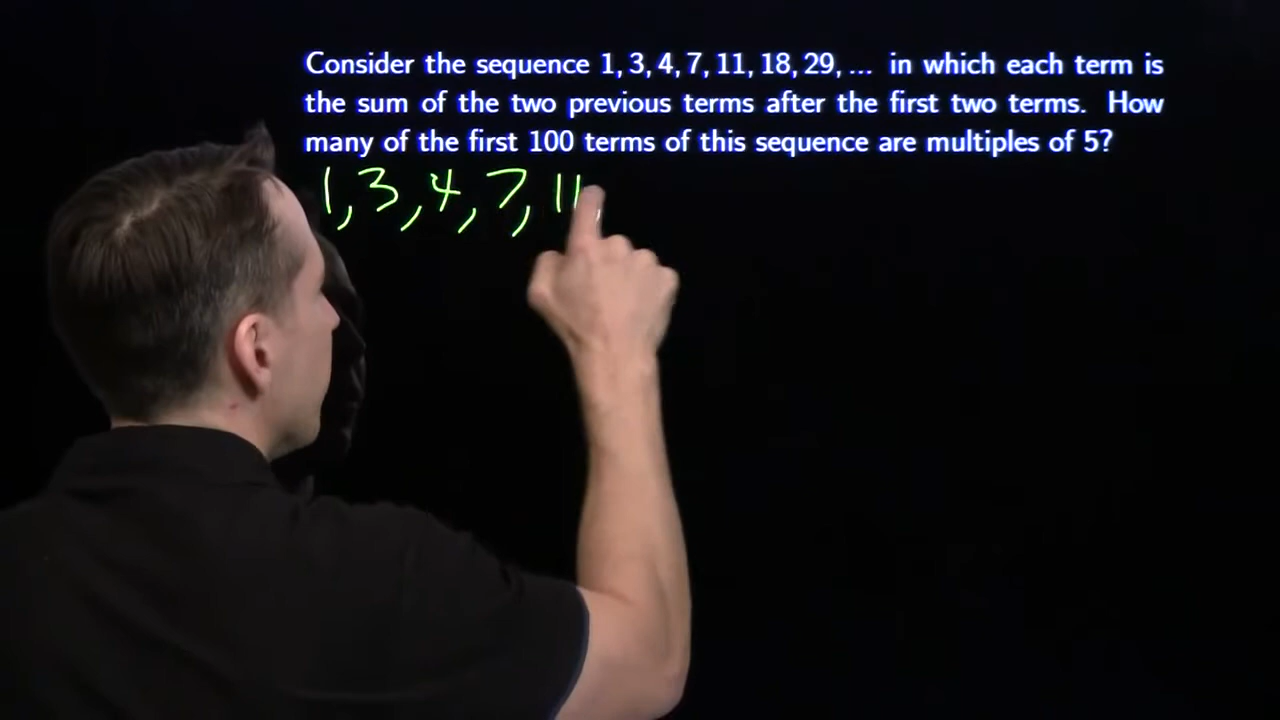 Consider the sequence 1, 3, 4, 7, 11, 18, 29, ... in which each term is
the sum of the two previous terms after the first two terms. How
many of the first 100 terms of this sequence are multiples of 5?
1, 3, 4, 7, 11